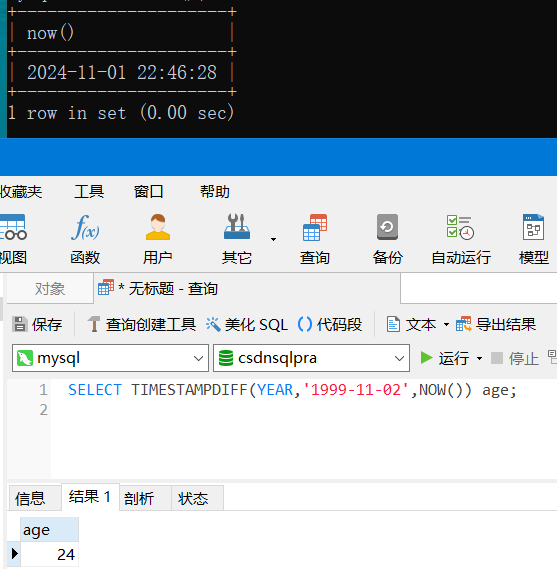 now()
2024-11-01 22:46:28
1 row in set (0.00 sec)
收藏夹 工具 窗口 帮助
视图 f(x) 函数 用户 其它 查询 备份 自动运行 模型
对象 * 无标题 - 查询
保存 查询创建工具 美化 SQL () 代码段 文本 导出结果
mysql csdnsqlpra 运行 停止
1 SELECT TIMESTAMPDIFF(YEAR,'1999-11-02',NOW()) age;
2
信息 结果 1 剖析 状态
age
24